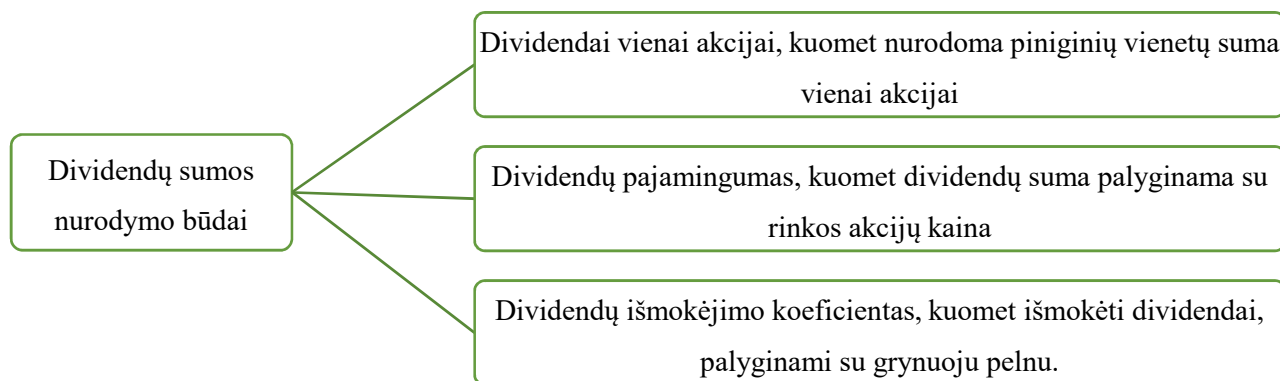 Dividendai vienai akcijai, kuomet nurodoma piniginių vienetų suma
vienai akcijai
Dividendų sumos
nurodymo būdai
Dividendų pajamingumas, kuomet dividendų suma palyginama su
rinkos akcijų kaina
Dividendų išmokėjimo koeficientas, kuomet išmokėti dividendai,
palyginami su grynuoju pelnu.